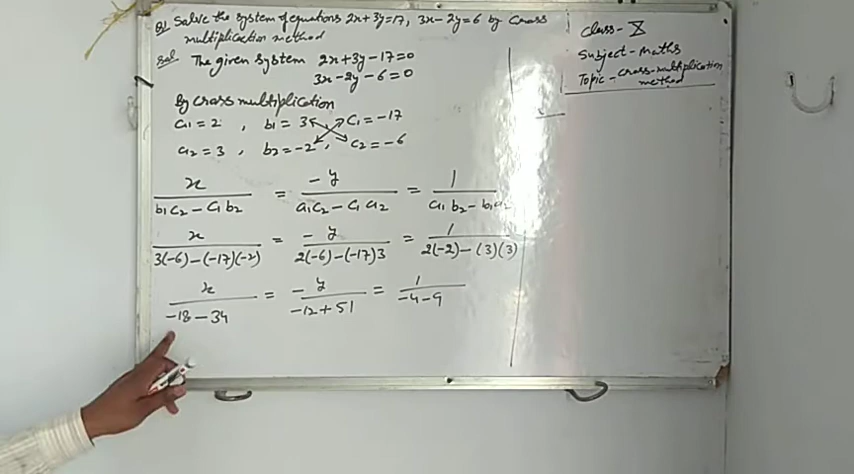 Q1 Solve the system of equations 2x+3y=17, 3x-2y=6 by cross
multiplication method
Sol The given system 2x+3y-17=0
3x-2y-6=0
By cross multiplication
a1=2 , b1=3 c1=-17
a2=3 , b2=-2 , c2=-6
x/(b1c2-c1b2) = -y/(a1c2-c1a2) = 1/(a1b2-b1a2)
x/(3(-6)-(-17)(-2)) = -y/(2(-6)-(-17)3) = 1/(2(-2)-(3)(3))
x/(-18-34) = -y/(-12+51) = 1/(-4-9)
Class-X
Subject-Maths
Topic-cross-multiplication
method